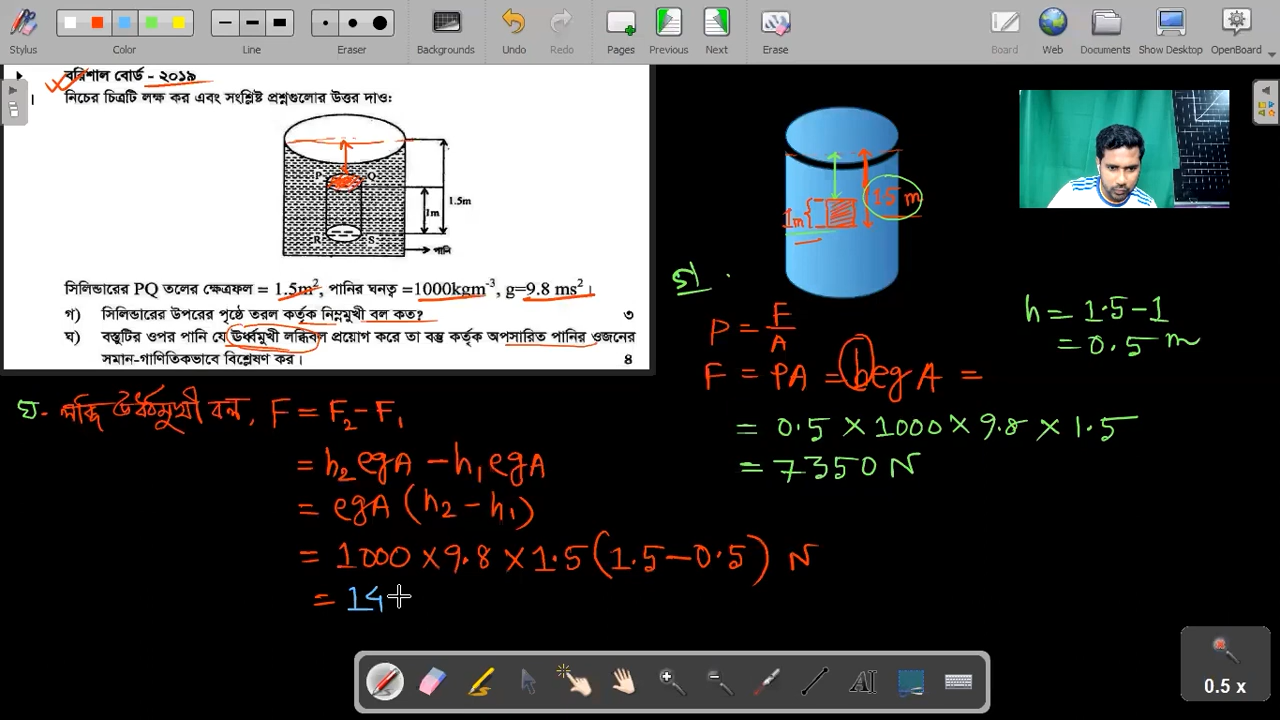 Stylus
Color
Line
Eraser
Backgrounds
Undo
Redo
Pages
Previous
Next
Erase
Board
Web
Documents
Show Desktop
OpenBoard
বরিশাল বোর্ড - ২০১৯
নিচের চিত্রটি লক্ষ কর এবং সংশ্লিষ্ট প্রশ্নগুলোর উত্তর দাও:
P Q
1.5m
1m
R S
পানি
সিলিন্ডারের PQ তলের ক্ষেত্রফল = 1.5m², পানির ঘনত্ব =1000kgm⁻³, g=9.8 ms²।
গ) সিলিন্ডারের উপরের পৃষ্ঠে তরল কর্তৃক নিম্নমুখী বল কত? ৩
ঘ) বস্তুটির ওপর পানি যে ঊর্ধ্বমুখী লব্ধিবল প্রয়োগ করে তা বস্তু কর্তৃক অপসারিত পানির ওজনের
সমান-গাণিতিকভাবে বিশ্লেষণ কর। 4
1.5 m
1m
গ।
P = F/A
F = PA = hρgA =
= 0.5 × 1000 × 9.8 × 1.5
= 7350 N
h = 1.5 - 1
= 0.5 m
ঘ. লব্ধি ঊর্ধ্বমুখী বল, F = F₂ - F₁
= h₂ρgA - h₁ρgA
= ρgA (h₂ - h₁)
= 1000 × 9.8 × 1.5 (1.5 - 0.5) N
= 14
0.5 x